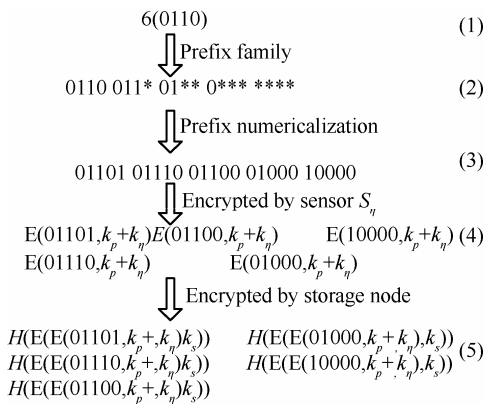 6(0110) (1)
Prefix family
0110 011* 01** 0*** **** (2)
Prefix numericalization
01101 01110 01100 01000 10000 (3)
Encrypted by sensor Sη
E(01101,kp+kη)E(01100,kp+kη) E(10000,kp+kη) (4)
E(01110,kp+kη) E(01000,kp+kη)
Encrypted by storage node
H(E(E(01101,kp+,kη)ks)) H(E(E(01000,kp+,kη),ks))
H(E(E(01110,kp+,kη)ks)) H(E(E(10000,kp+,kη),ks)) (5)
H(E(E(01100,kp+,kη)ks))